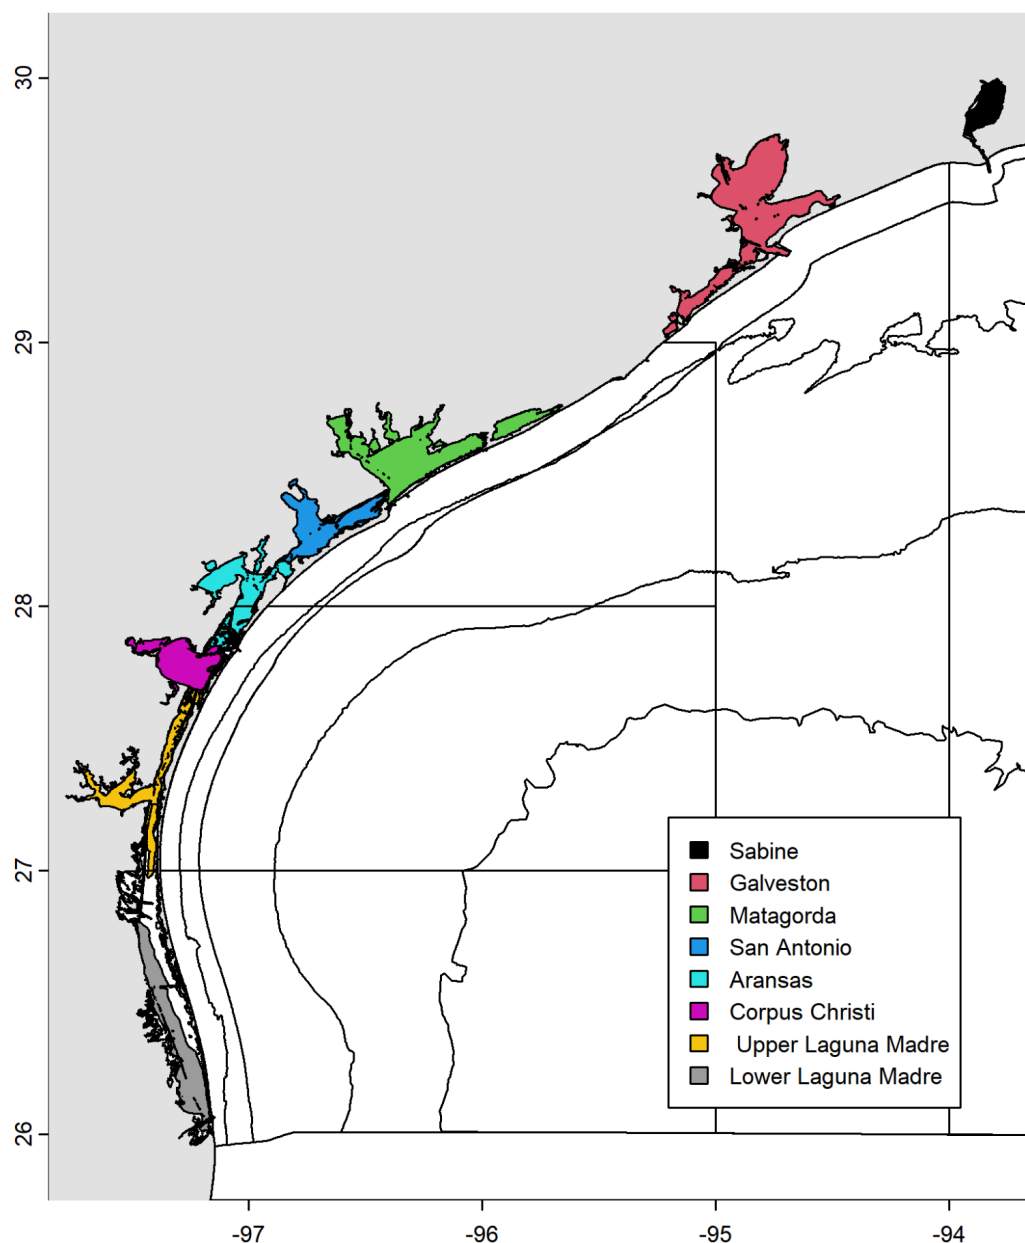 30
29
28
27
26
Sabine
Galveston
Matagorda
San Antonio
Aransas
Corpus Christi
Upper Laguna Madre
Lower Laguna Madre
-97 -96 -95 -94